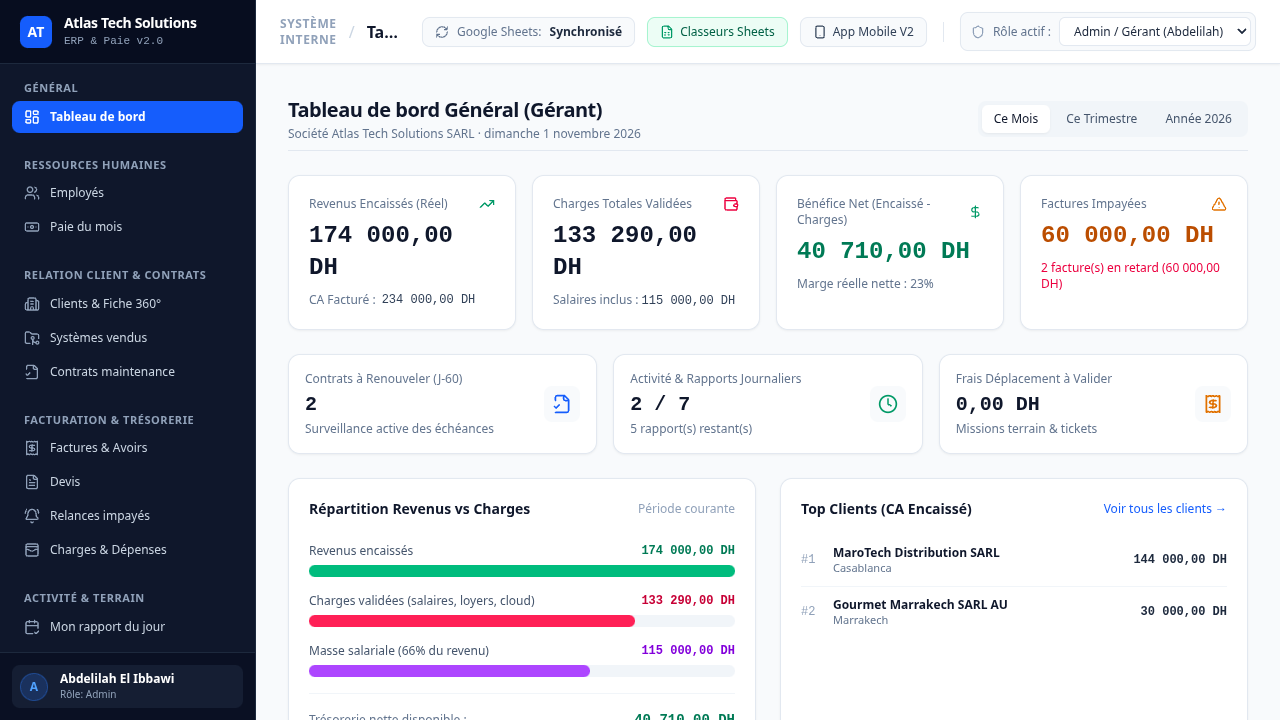 AT
Atlas Tech Solutions
ERP & Paie v2.0
GÉNÉRAL
Tableau de bord
RESSOURCES HUMAINES
Employés
Paie du mois
RELATION CLIENT & CONTRATS
Clients & Fiche 360°
Systèmes vendus
Contrats maintenance
FACTURATION & TRÉSORERIE
Factures & Avoirs
Devis
Relances impayés
Charges & Dépenses
ACTIVITÉ & TERRAIN
Mon rapport du jour
A
Abdelilah El Ibbawi
Rôle: Admin
SYSTÈME
INTERNE
/
Ta...
Google Sheets: Synchronisé
Classeurs Sheets
App Mobile V2
Rôle actif :
Admin / Gérant (Abdelilah)
Tableau de bord Général (Gérant)
Société Atlas Tech Solutions SARL · dimanche 1 novembre 2026
Ce Mois
Ce Trimestre
Année 2026
Revenus Encaissés (Réel)
174 000,00
DH
CA Facturé : 234 000,00 DH
Charges Totales Validées
133 290,00
DH
Salaires inclus : 115 000,00 DH
Bénéfice Net (Encaissé -
Charges)
40 710,00 DH
Marge réelle nette : 23%
Factures Impayées
60 000,00 DH
2 facture(s) en retard (60 000,00
DH)
Contrats à Renouveler (J-60)
2
Surveillance active des échéances
Activité & Rapports Journaliers
2 / 7
5 rapport(s) restant(s)
Frais Déplacement à Valider
0,00 DH
Missions terrain & tickets
Répartition Revenus vs Charges
Période courante
Revenus encaissés
174 000,00 DH
Charges validées (salaires, loyers, cloud)
133 290,00 DH
Masse salariale (66% du revenu)
115 000,00 DH
Trésorerie nette disponible :
40 710,00 DH
Top Clients (CA Encaissé)
Voir tous les clients →
#1
MaroTech Distribution SARL
Casablanca
144 000,00 DH
#2
Gourmet Marrakech SARL AU
Marrakech
30 000,00 DH